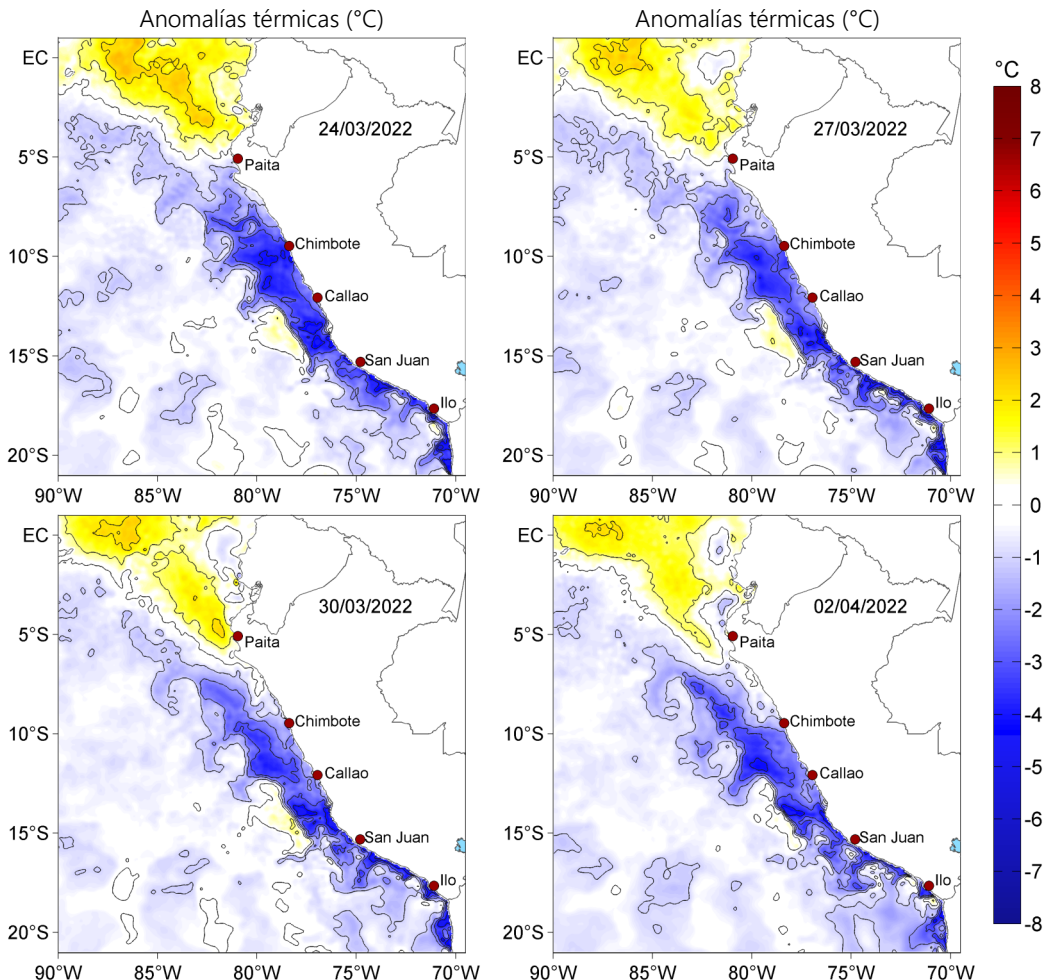 Anomalías térmicas (°C)
Anomalías térmicas (°C)
°C
8
7
6
5
4
3
2
1
0
-1
-2
-3
-4
-5
-6
-7
-8
EC
5°S
10°S
15°S
20°S
24/03/2022
Paita
Chimbote
Callao
San Juan
Ilo
90°W
85°W
80°W
75°W
70°W
EC
5°S
10°S
15°S
20°S
27/03/2022
Paita
Chimbote
Callao
San Juan
Ilo
90°W
85°W
80°W
75°W
70°W
EC
5°S
10°S
15°S
20°S
30/03/2022
Paita
Chimbote
Callao
San Juan
Ilo
90°W
85°W
80°W
75°W
70°W
EC
5°S
10°S
15°S
20°S
02/04/2022
Paita
Chimbote
Callao
San Juan
Ilo
90°W
85°W
80°W
75°W
70°W